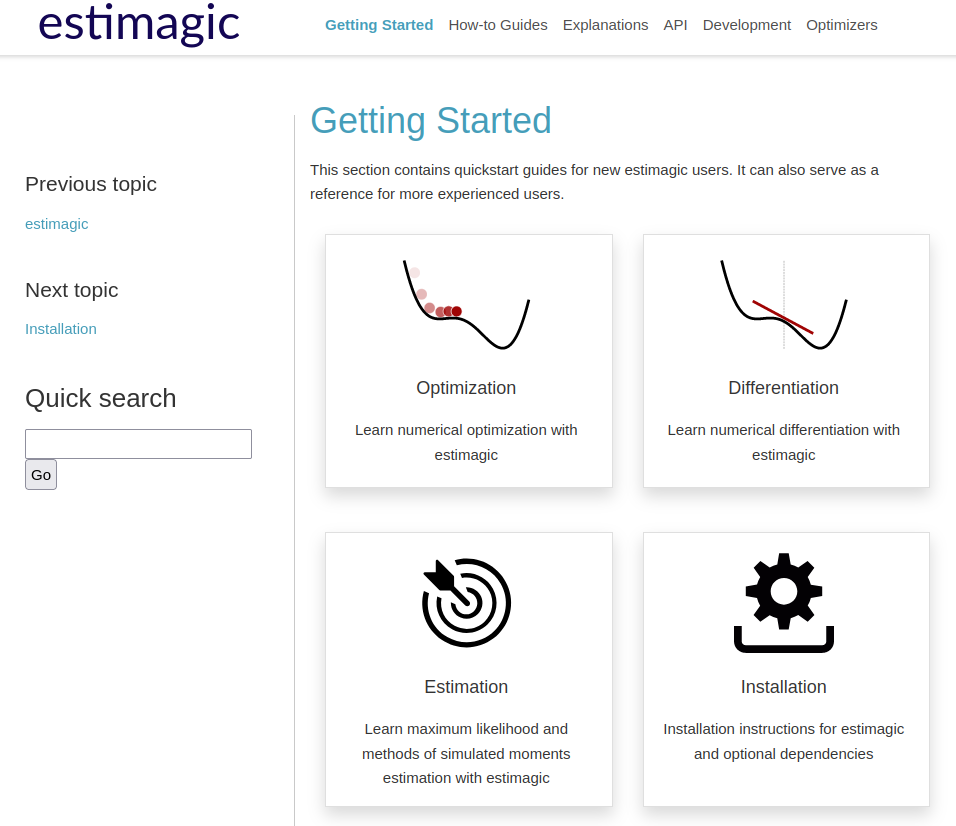 estimagic
Getting Started How-to Guides Explanations API Development Optimizers
Previous topic
estimagic
Next topic
Installation
Quick search
Go
Getting Started
This section contains quickstart guides for new estimagic users. It can also serve as a
reference for more experienced users.
Optimization
Learn numerical optimization with
estimagic
Differentiation
Learn numerical differentiation with
estimagic
Estimation
Learn maximum likelihood and
methods of simulated moments
estimation with estimagic
Installation
Installation instructions for estimagic
and optional dependencies